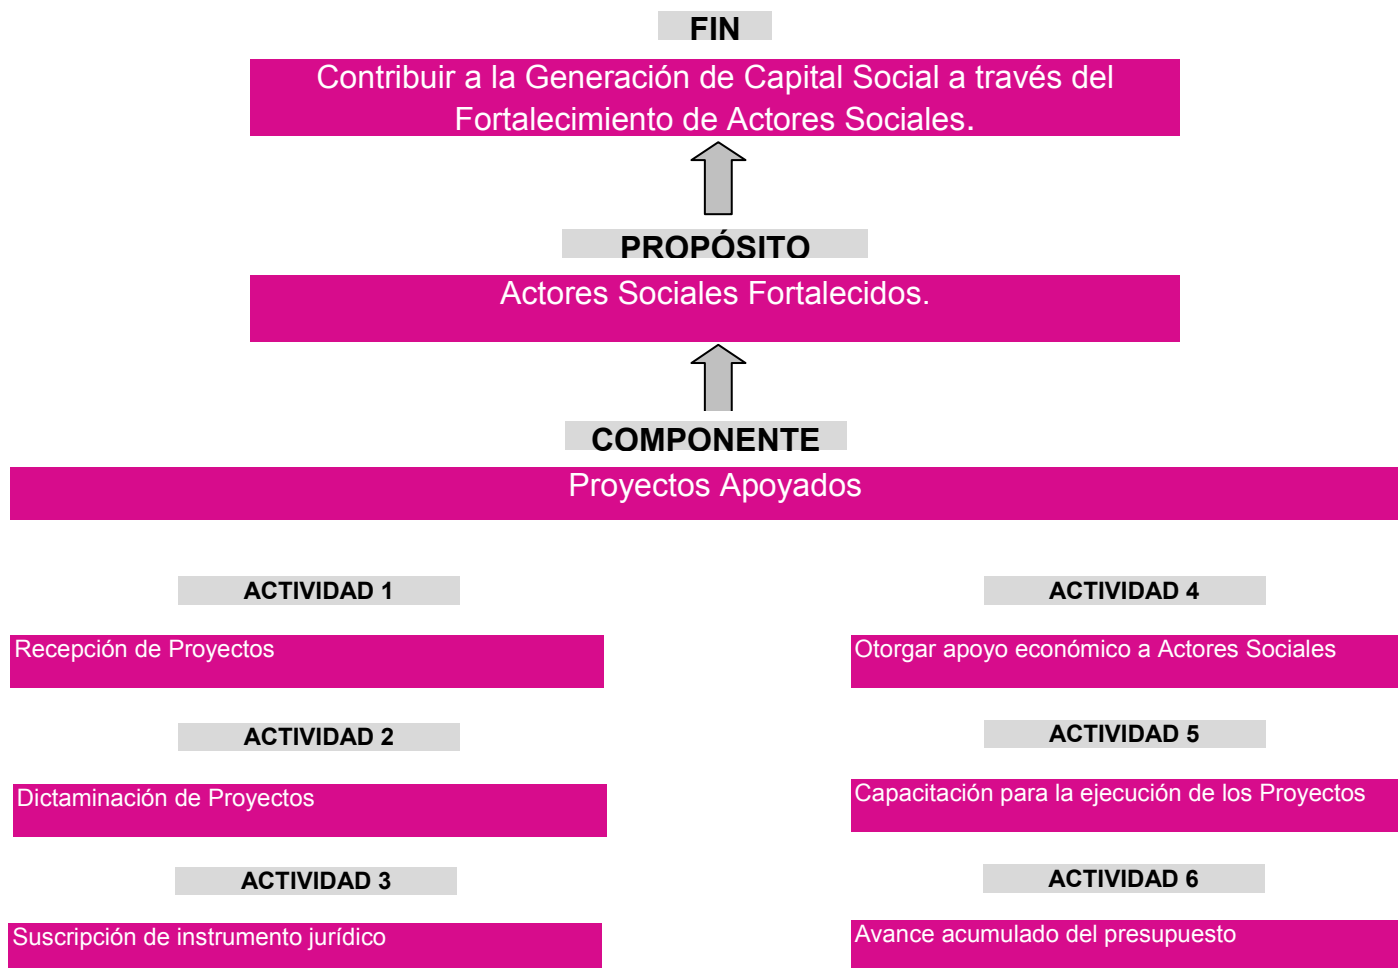 FIN
Contribuir a la Generación de Capital Social a través del
Fortalecimiento de Actores Sociales.
PROPÓSITO
Actores Sociales Fortalecidos.
COMPONENTE
Proyectos Apoyados
ACTIVIDAD 1
Recepción de Proyectos
ACTIVIDAD 2
Dictaminación de Proyectos
ACTIVIDAD 3
Suscripción de instrumento jurídico
ACTIVIDAD 4
Otorgar apoyo económico a Actores Sociales
ACTIVIDAD 5
Capacitación para la ejecución de los Proyectos
ACTIVIDAD 6
Avance acumulado del presupuesto